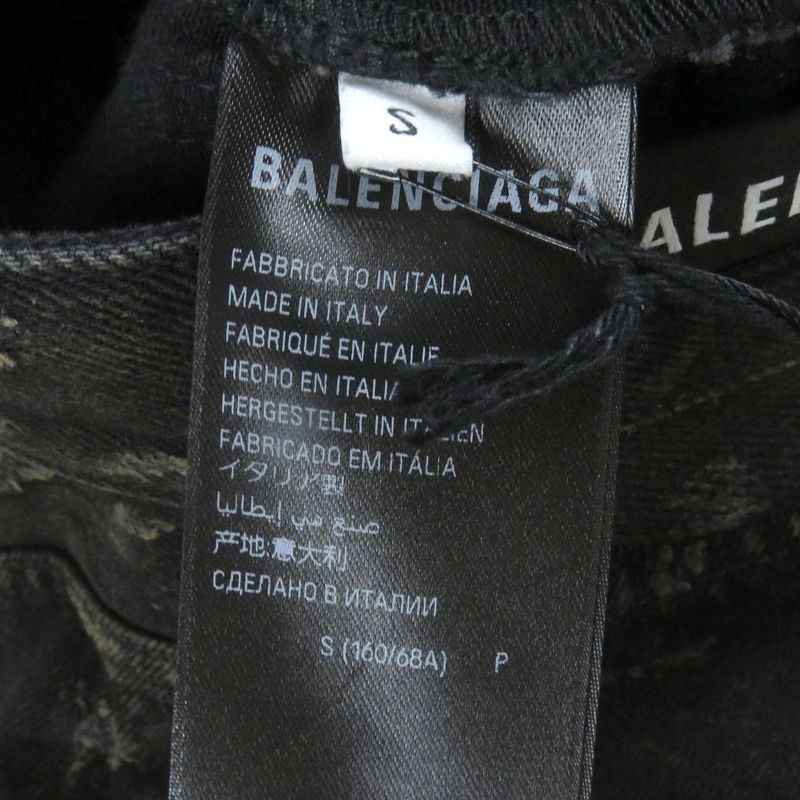 S
BALENCIAGA
ALE
FABBRICATO IN ITALIA
MADE IN ITALY
FABRIQUÉ EN ITALIE
HECHO EN ITALIA
HERGESTELLT IN ITALIEN
FABRICADO EM ITÁLIA
イタリア製
صنع في إيطاليا
产地:意大利
СДЕЛАНО В ИТАЛИИ
S (160/68A) P